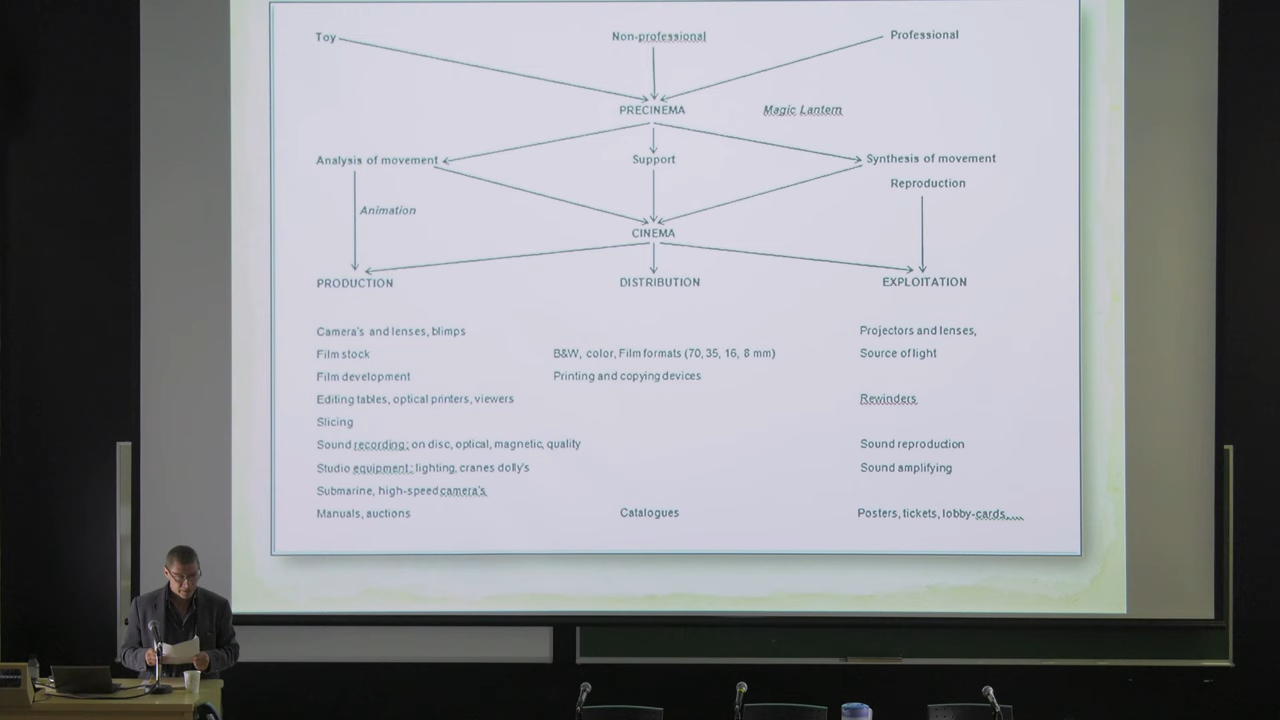 Toy Non-professional Professional
PRECINEMA Magic Lantern
Analysis of movement Support Synthesis of movement
Reproduction
Animation
CINEMA
PRODUCTION DISTRIBUTION EXPLOITATION
Camera's and lenses, blimps Projectors and lenses,
Film stock B&W, color, Film formats (70, 35, 16, 8 mm) Source of light
Film development Printing and copying devices
Editing tables, optical printers, viewers Rewinders
Slicing
Sound recording: on disc, optical, magnetic, quality Sound reproduction
Studio equipment: lighting, cranes dolly's Sound amplifying
Submarine, high-speed camera's
Manuals, auctions Catalogues Posters, tickets, lobby-cards,...